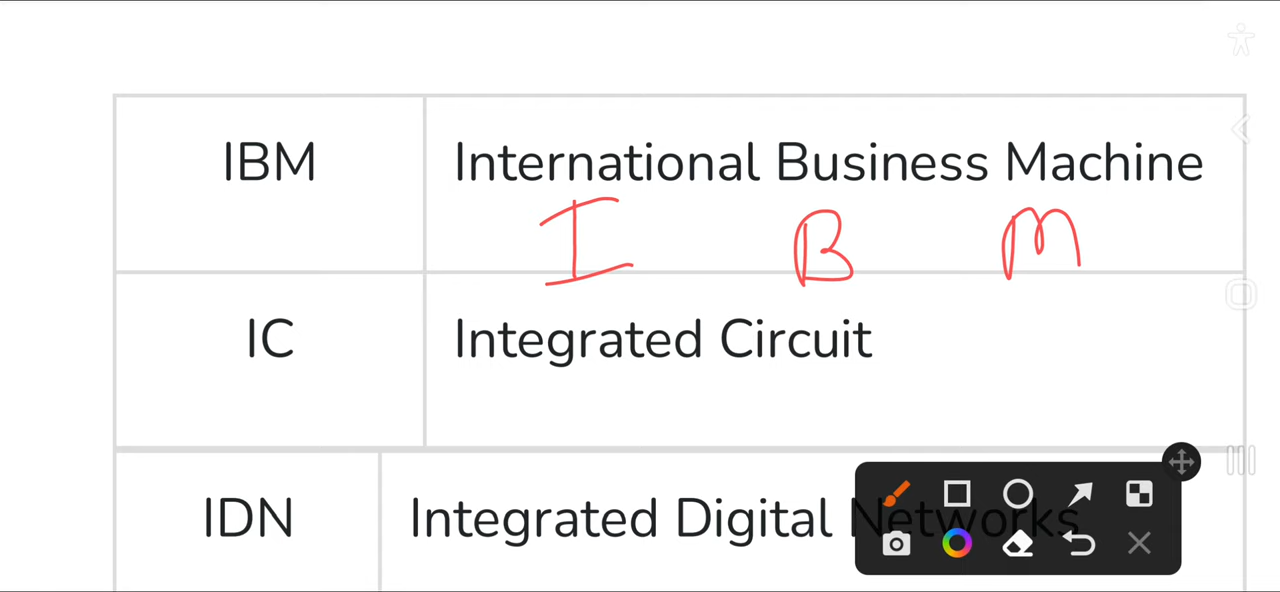 IBM International Business Machine
I B M
IC Integrated Circuit
IDN Integrated Digital Networks